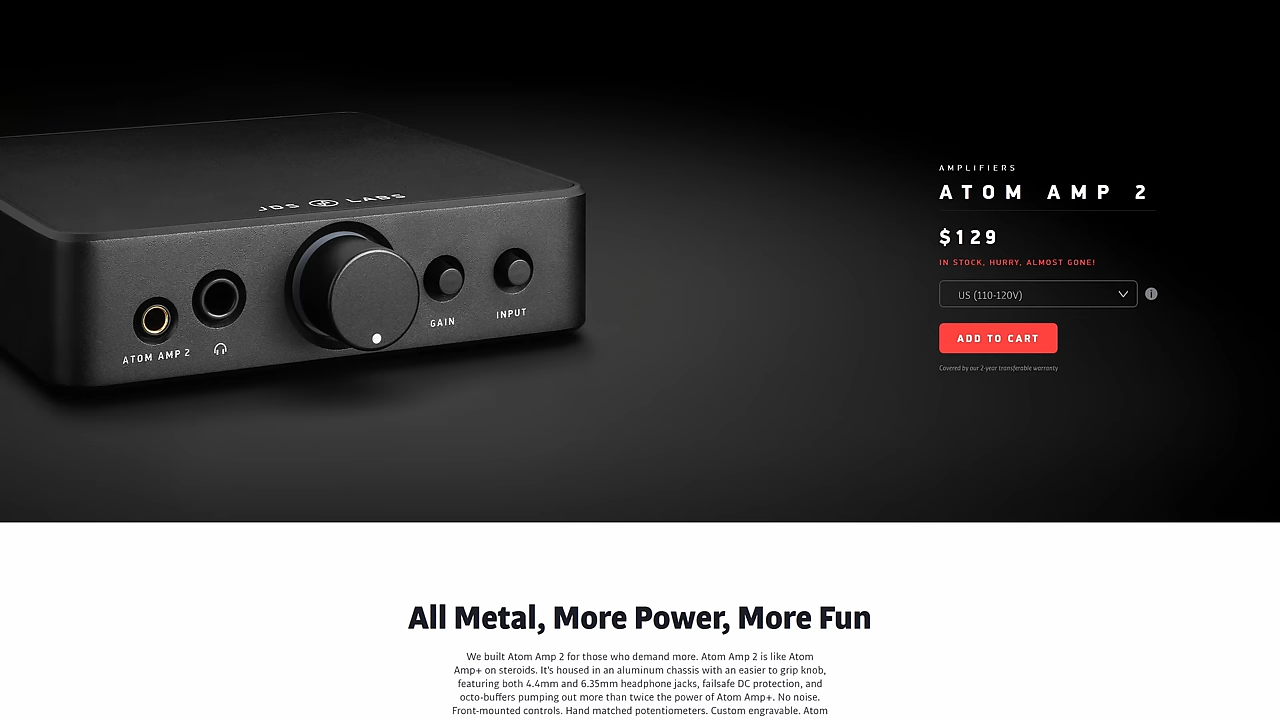 JDS LABS
ATOM AMP 2
GAIN
INPUT
AMPLIFIERS
ATOM AMP 2
$129
IN STOCK, HURRY, ALMOST GONE!
US (110-120V)
i
ADD TO CART
Covered by our 2-year transferable warranty
All Metal, More Power, More Fun
We built Atom Amp 2 for those who demand more. Atom Amp 2 is like Atom
Amp+ on steroids. It's housed in an aluminum chassis with an easier to grip knob,
featuring both 4.4mm and 6.35mm headphone jacks, failsafe DC protection, and
octo-buffers pumping out more than twice the power of Atom Amp+. No noise.
Front-mounted controls. Hand matched potentiometers. Custom engravable. Atom